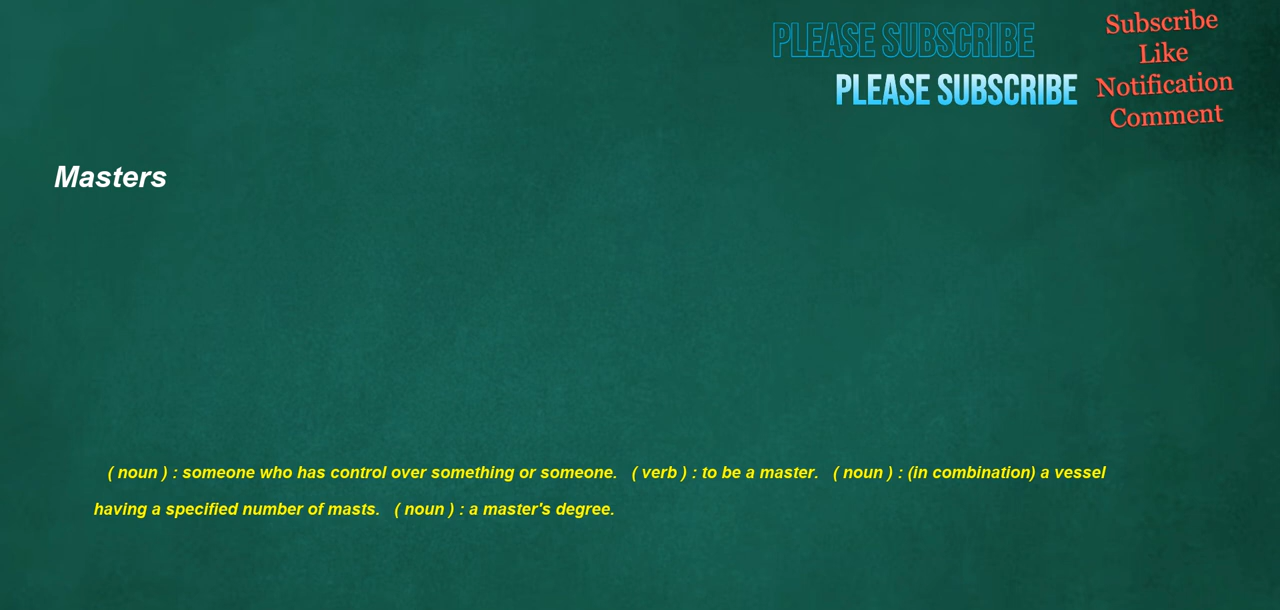 PLEASE SUBSCRIBE
PLEASE SUBSCRIBE
Subscribe
Like
Notification
Comment
Masters
( noun ) : someone who has control over something or someone. ( verb ) : to be a master. ( noun ) : (in combination) a vessel
having a specified number of masts. ( noun ) : a master's degree.